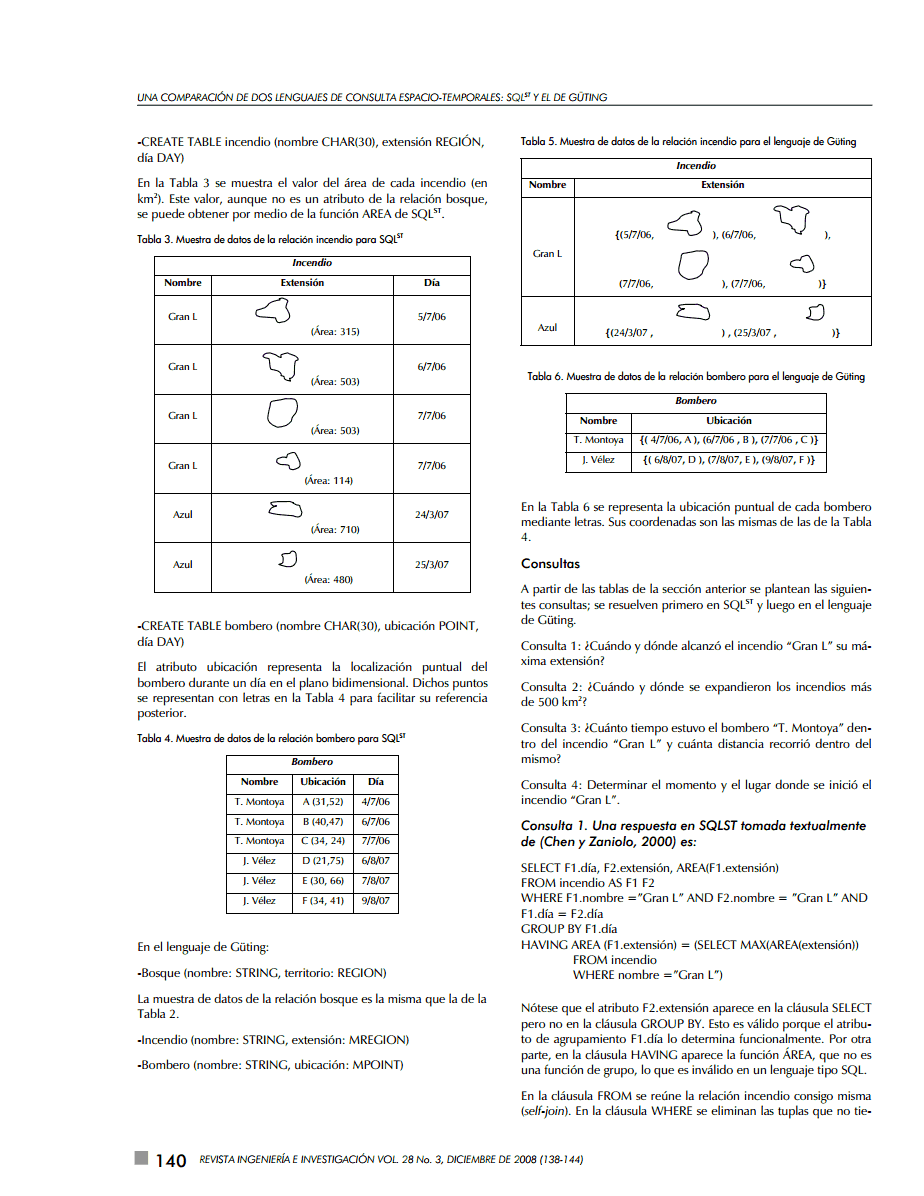 UNA COMPARACIÓN DE DOS LENGUAJES DE CONSULTA ESPACIO-TEMPORALES: SQLST Y EL DE GÜTING
-CREATE TABLE incendio (nombre CHAR(30), extensión REGIÓN,
día DAY)
En la Tabla 3 se muestra el valor del área de cada incendio (en
km2). Este valor, aunque no es un atributo de la relación bosque,
se puede obtener por medio de la función AREA de SQLST.
Tabla 3. Muestra de datos de la relación incendio para SQLST
Incendio
Nombre Extensión Día
Gran L (Área: 315) 5/7/06
Gran L (Área: 503) 6/7/06
Gran L (Área: 503) 7/7/06
Gran L (Área: 114) 7/7/06
Azul (Área: 710) 24/3/07
Azul (Área: 480) 25/3/07
-CREATE TABLE bombero (nombre CHAR(30), ubicación POINT,
día DAY)
El atributo ubicación representa la localización puntual del
bombero durante un día en el plano bidimensional. Dichos puntos
se representan con letras en la Tabla 4 para facilitar su referencia
posterior.
Tabla 4. Muestra de datos de la relación bombero para SQLST
Bombero
Nombre Ubicación Día
T. Montoya A (31,52) 4/7/06
T. Montoya B (40,47) 6/7/06
T. Montoya C (34, 24) 7/7/06
J. Vélez D (21,75) 6/8/07
J. Vélez E (30, 66) 7/8/07
J. Vélez F (34, 41) 9/8/07
En el lenguaje de Güting:
-Bosque (nombre: STRING, territorio: REGION)
La muestra de datos de la relación bosque es la misma que la de la
Tabla 2.
-Incendio (nombre: STRING, extensión: MREGION)
-Bombero (nombre: STRING, ubicación: MPOINT)
Tabla 5. Muestra de datos de la relación incendio para el lenguaje de Güting
Incendio
Nombre Extensión
Gran L
{(5/7/06, ), (6/7/06, ),
(7/7/06, ), (7/7/06, )}
Azul {(24/3/07 , ) , (25/3/07 , )}
Tabla 6. Muestra de datos de la relación bombero para el lenguaje de Güting
Bombero
Nombre Ubicación
T. Montoya {( 4/7/06, A ), (6/7/06 , B ), (7/7/06 , C )}
J. Vélez {( 6/8/07, D ), (7/8/07, E ), (9/8/07, F )}
En la Tabla 6 se representa la ubicación puntual de cada bombero
mediante letras. Sus coordenadas son las mismas de las de la Tabla
4.
Consultas
A partir de las tablas de la sección anterior se plantean las siguien-
tes consultas; se resuelven primero en SQLST y luego en el lenguaje
de Güting.
Consulta 1: ¿Cuándo y dónde alcanzó el incendio “Gran L” su má-
xima extensión?
Consulta 2: ¿Cuándo y dónde se expandieron los incendios más
de 500 km2?
Consulta 3: ¿Cuánto tiempo estuvo el bombero “T. Montoya” den-
tro del incendio “Gran L” y cuánta distancia recorrió dentro del
mismo?
Consulta 4: Determinar el momento y el lugar donde se inició el
incendio “Gran L”.
Consulta 1. Una respuesta en SQLST tomada textualmente
de (Chen y Zaniolo, 2000) es:
SELECT F1.día, F2.extensión, AREA(F1.extensión)
FROM incendio AS F1 F2
WHERE F1.nombre =”Gran L” AND F2.nombre = ”Gran L” AND
F1.día = F2.día
GROUP BY F1.día
HAVING AREA (F1.extensión) = (SELECT MAX(AREA(extensión))
FROM incendio
WHERE nombre =”Gran L”)
Nótese que el atributo F2.extensión aparece en la cláusula SELECT
pero no en la cláusula GROUP BY. Esto es válido porque el atribu-
to de agrupamiento F1.día lo determina funcionalmente. Por otra
parte, en la cláusula HAVING aparece la función ÁREA, que no es
una función de grupo, lo que es inválido en un lenguaje tipo SQL.
En la cláusula FROM se reúne la relación incendio consigo misma
(self-join). En la cláusula WHERE se eliminan las tuplas que no tie-
140 REVISTA INGENIERÍA E INVESTIGACIÓN VOL. 28 No. 3, DICIEMBRE DE 2008 (138-144)